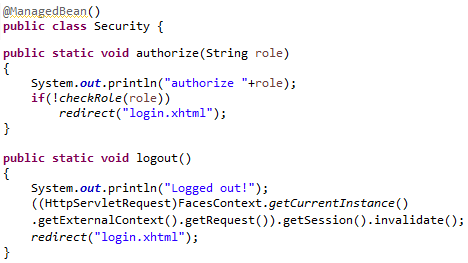 @ManagedBean()
public class Security {
public static void authorize(String role)
{
System.out.println("authorize "+role);
if(!checkRole(role))
redirect("login.xhtml");
}
public static void logout()
{
System.out.println("Logged out!");
((HttpServletRequest)FacesContext.getCurrentInstance()
.getExternalContext().getRequest()).getSession().invalidate();
redirect("login.xhtml");
}